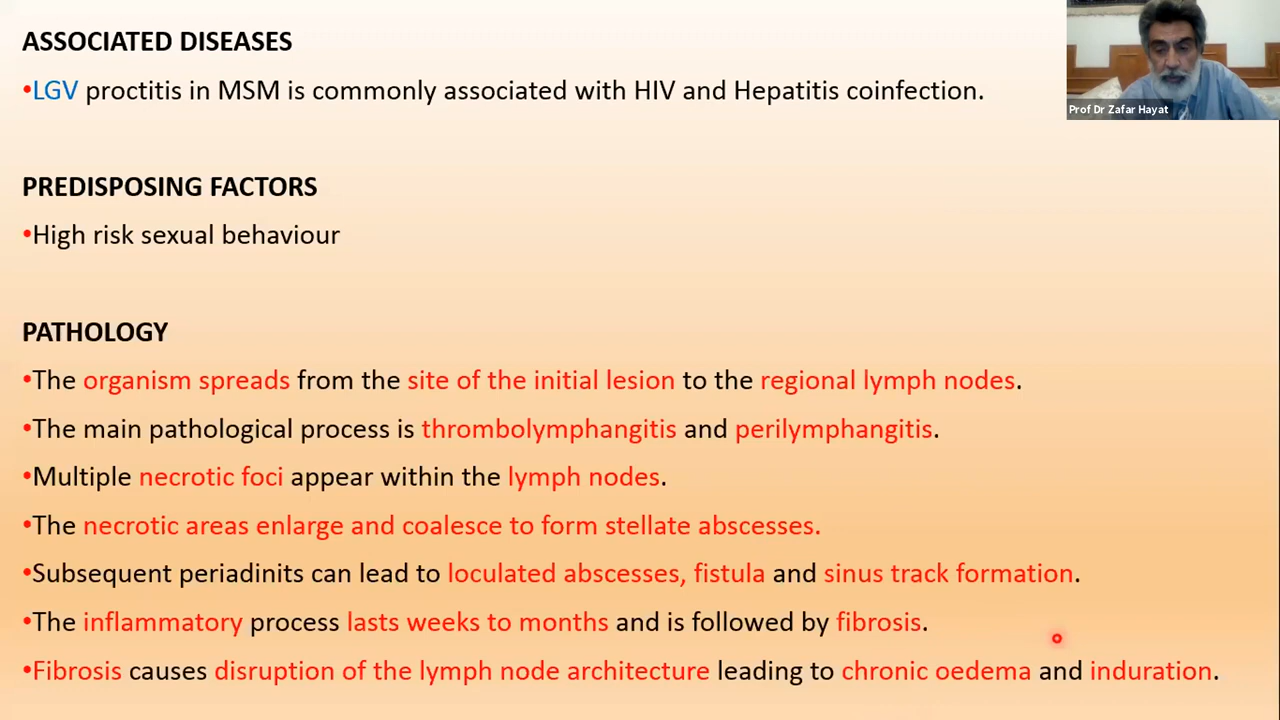 ASSOCIATED DISEASES
•LGV proctitis in MSM is commonly associated with HIV and Hepatitis coinfection.
Prof Dr Zafar Hayat
PREDISPOSING FACTORS
•High risk sexual behaviour
PATHOLOGY
•The organism spreads from the site of the initial lesion to the regional lymph nodes.
•The main pathological process is thrombolymphangitis and perilymphangitis.
•Multiple necrotic foci appear within the lymph nodes.
•The necrotic areas enlarge and coalesce to form stellate abscesses.
•Subsequent periadinits can lead to loculated abscesses, fistula and sinus track formation.
•The inflammatory process lasts weeks to months and is followed by fibrosis.
•Fibrosis causes disruption of the lymph node architecture leading to chronic oedema and induration.